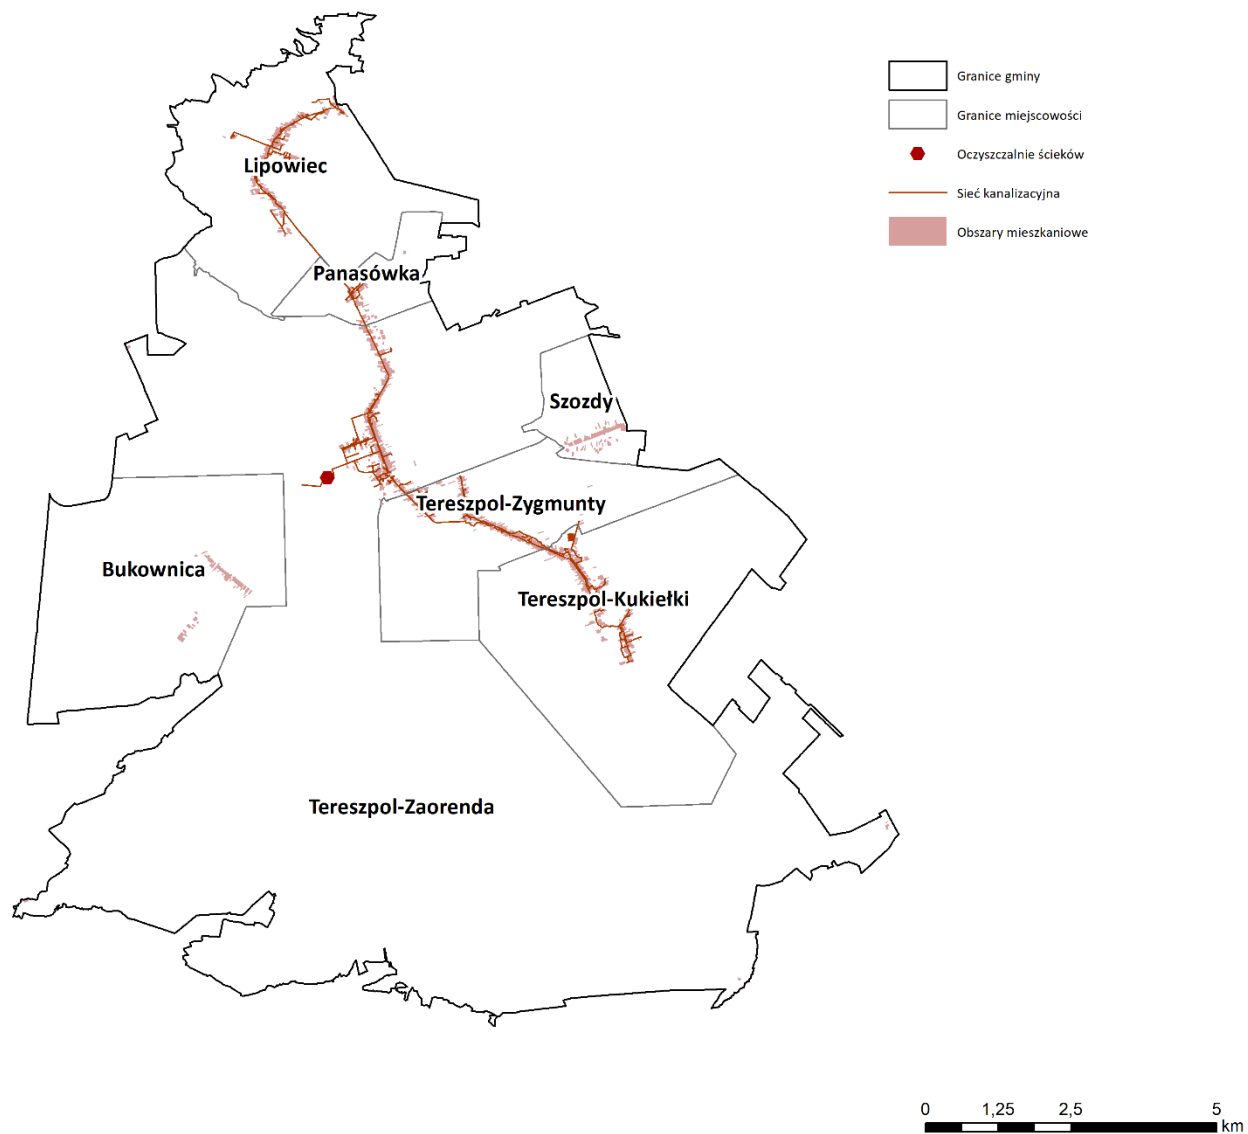 Granice gminy
Granice miejscowości
Oczyszczalnie ścieków
Sieć kanalizacyjna
Obszary mieszkaniowe
Lipowiec
Panasówka
Szozdy
Tereszpol-Zygmunty
Bukownica
Tereszpol-Kukiełki
Tereszpol-Zaorenda
0 1,25 2,5 5
km